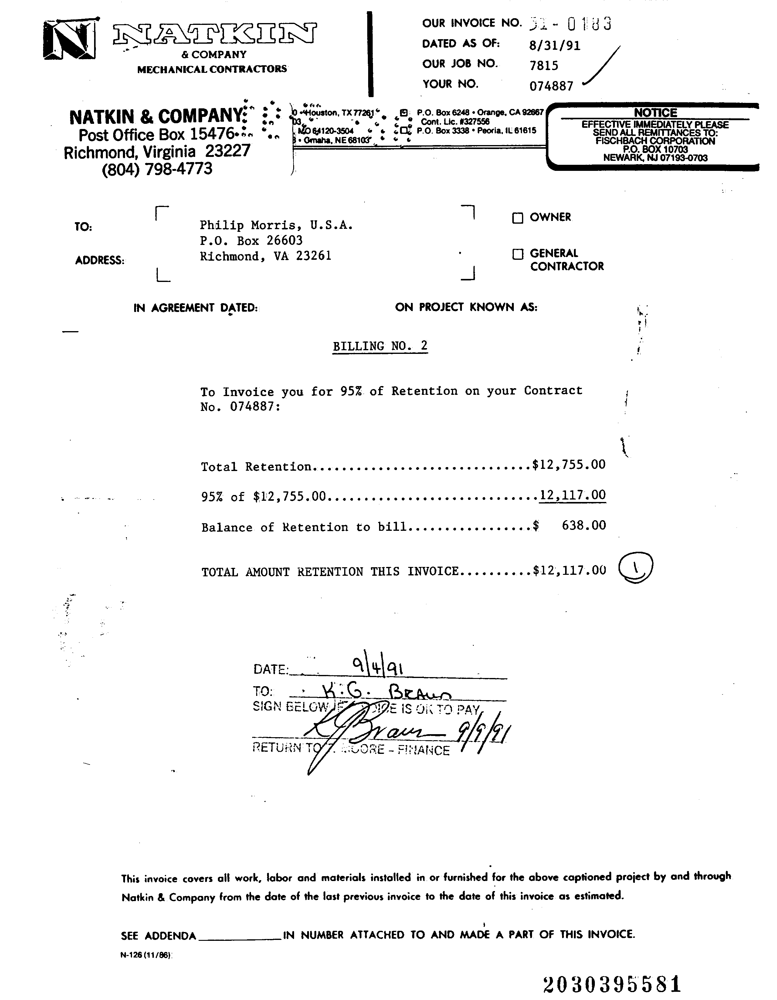 N NATKIN
& COMPANY
MECHANICAL CONTRACTORS
OUR INVOICE NO. 51-0183
DATED AS OF: 8/31/91
OUR JOB NO. 7815
YOUR NO. 074887
NATKIN & COMPANY
Post Office Box 15476
Richmond, Virginia 23227
(804) 798-4773
Houston, TX 77261
MO 64120-3504
Omaha, NE 68103
P.O. Box 6248 • Orange, CA 92667
Cont. Lic. #327556
P.O. Box 3338 • Peoria, IL 61615
NOTICE
EFFECTIVE IMMEDIATELY PLEASE
SEND ALL REMITTANCES TO:
FISCHBACH CORPORATION
P.O. BOX 10703
NEWARK, NJ 07193-0703
TO: Philip Morris, U.S.A.
P.O. Box 26603
ADDRESS: Richmond, VA 23261
OWNER
GENERAL
CONTRACTOR
IN AGREEMENT DATED: ON PROJECT KNOWN AS:
BILLING NO. 2
To Invoice you for 95% of Retention on your Contract
No. 074887:
Total Retention.............................$12,755.00
95% of $12,755.00............................12,117.00
Balance of Retention to bill.................$ 638.00
TOTAL AMOUNT RETENTION THIS INVOICE..........$12,117.00 1
DATE: 9/4/91
TO: K.G. BRAUN
SIGN BELOW IF IS OK TO PAY
KG Braun 9/9/91
RETURN TO MOORE - FINANCE
This invoice covers all work, labor and materials installed in or furnished for the above captioned project by and through
Natkin & Company from the date of the last previous invoice to the date of this invoice as estimated.
SEE ADDENDA____________IN NUMBER ATTACHED TO AND MADE A PART OF THIS INVOICE.
N-126 (11/86)
2030395581